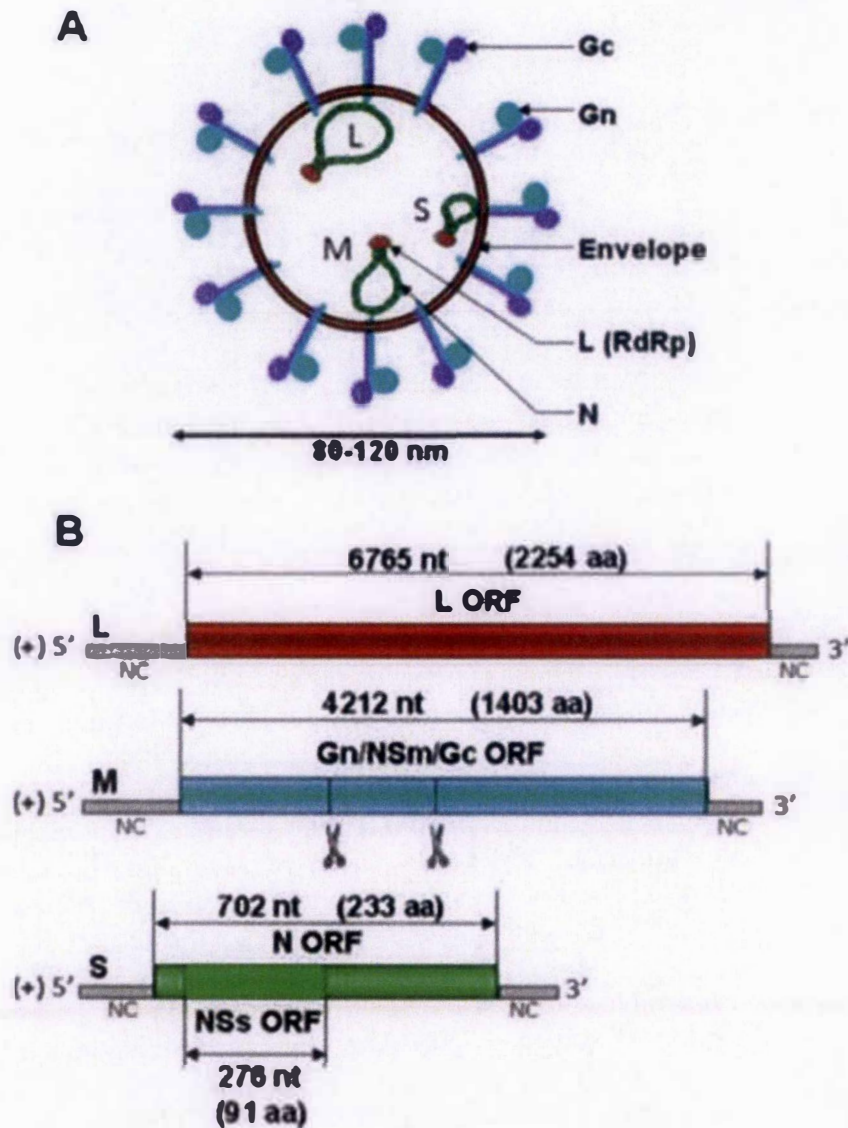 A
Gc
Gn
L
S
Envelope
M
L (RdRp)
N
80-120 nm
B
6765 nt (2254 aa)
L ORF
(+) 5’ L 3’
NC NC
4212 nt (1403 aa)
Gn/NSm/Gc ORF
(+) 5’ M 3’
NC NC
702 nt (233 aa)
N ORF
(+) 5’ S 3’
NC NC
NSs ORF
276 nt
(91 aa)